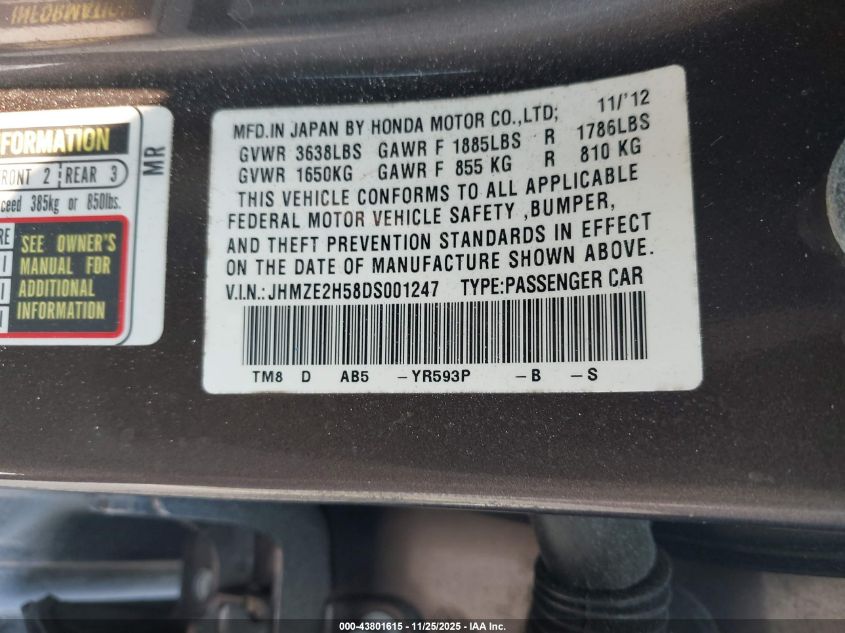 INFORMATION
MFD.IN JAPAN BY HONDA MOTOR CO.,LTD; 11/'12
GVWR 3638LBS GAWR F 1885LBS R 1786LBS
GVWR 1650KG GAWR F 855 KG R 810 KG
THIS VEHICLE CONFORMS TO ALL APPLICABLE
FEDERAL MOTOR VEHICLE SAFETY ,BUMPER,
AND THEFT PREVENTION STANDARDS IN EFFECT
ON THE DATE OF MANUFACTURE SHOWN ABOVE.
V.I.N.:JHMZE2H58DS001247 TYPE:PASSENGER CAR
TM8 D AB5 -YR593P -B -S
FORMATION
RONT 2 REAR 3
ceed 385kg or 850lbs.
RE
SEE OWNER'S
MANUAL FOR
ADDITIONAL
INFORMATION
MR
000-43801615 - 11/25/2025 - IAA Inc.